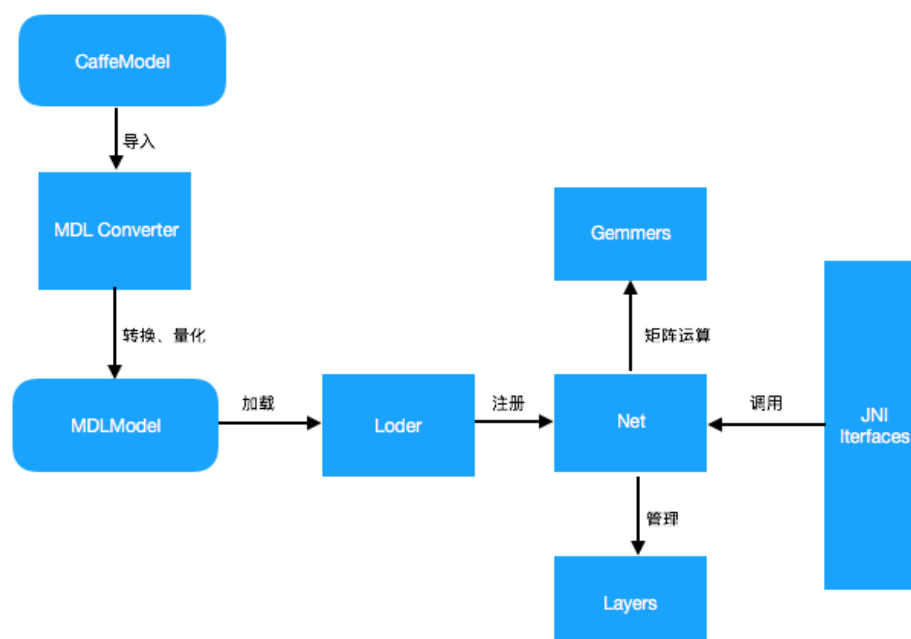 CaffeModel
导入
MDL Converter
转换、量化
MDLModel
加载
Loder
注册
Gemmers
矩阵运算
Net
管理
Layers
调用
JNI
Iterfaces